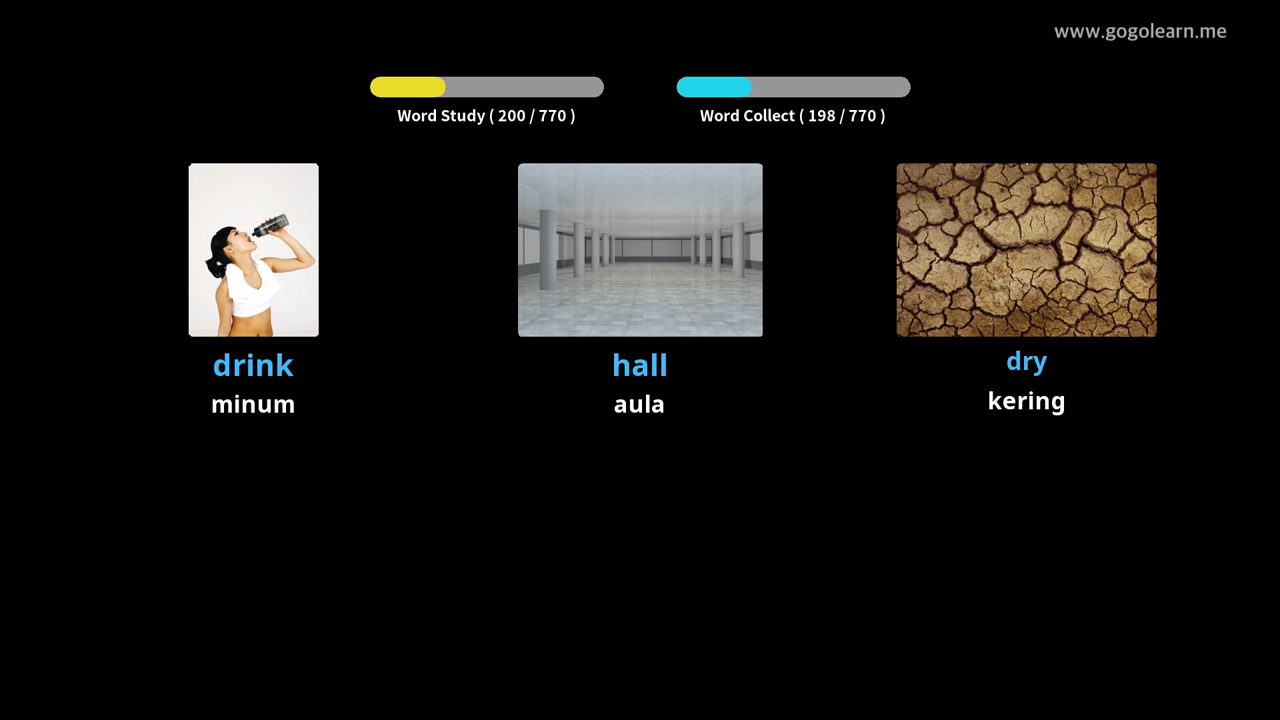 www.gogolearn.me
Word Study ( 200 / 770 )
Word Collect ( 198 / 770 )
drink
minum
hall
aula
dry
kering